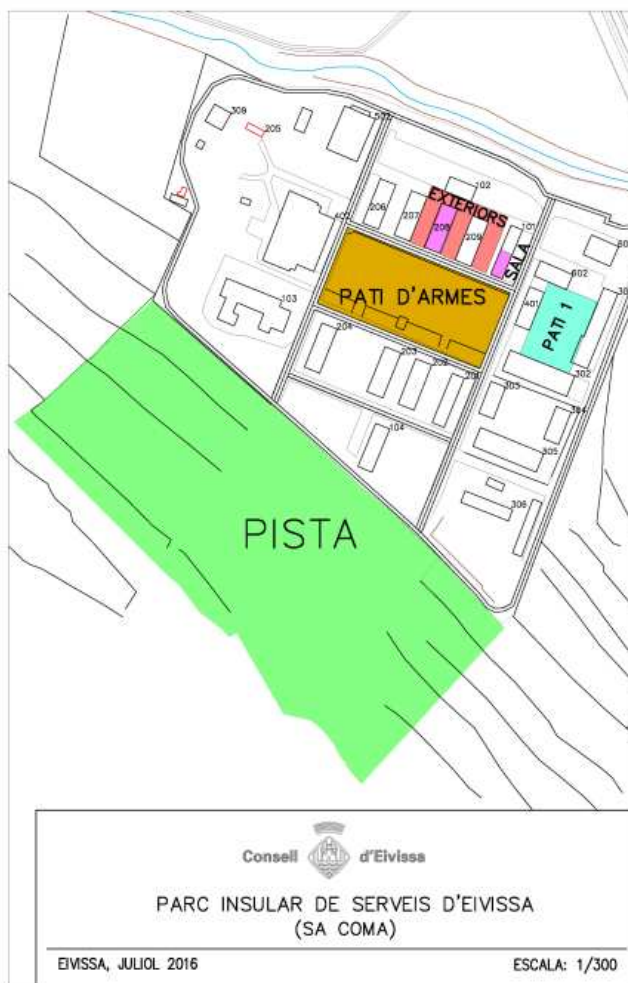 309
205
501
102
206
207
EXTERIORS
208
209
101
SALA
402
PATI D'ARMES
602
401
PATI 1
103
204
203
202
201
302
303
304
104
305
306
PISTA
Consell d'Eivissa
PARC INSULAR DE SERVEIS D'EIVISSA
(SA COMA)
EIVISSA, JULIOL 2016
ESCALA: 1/300